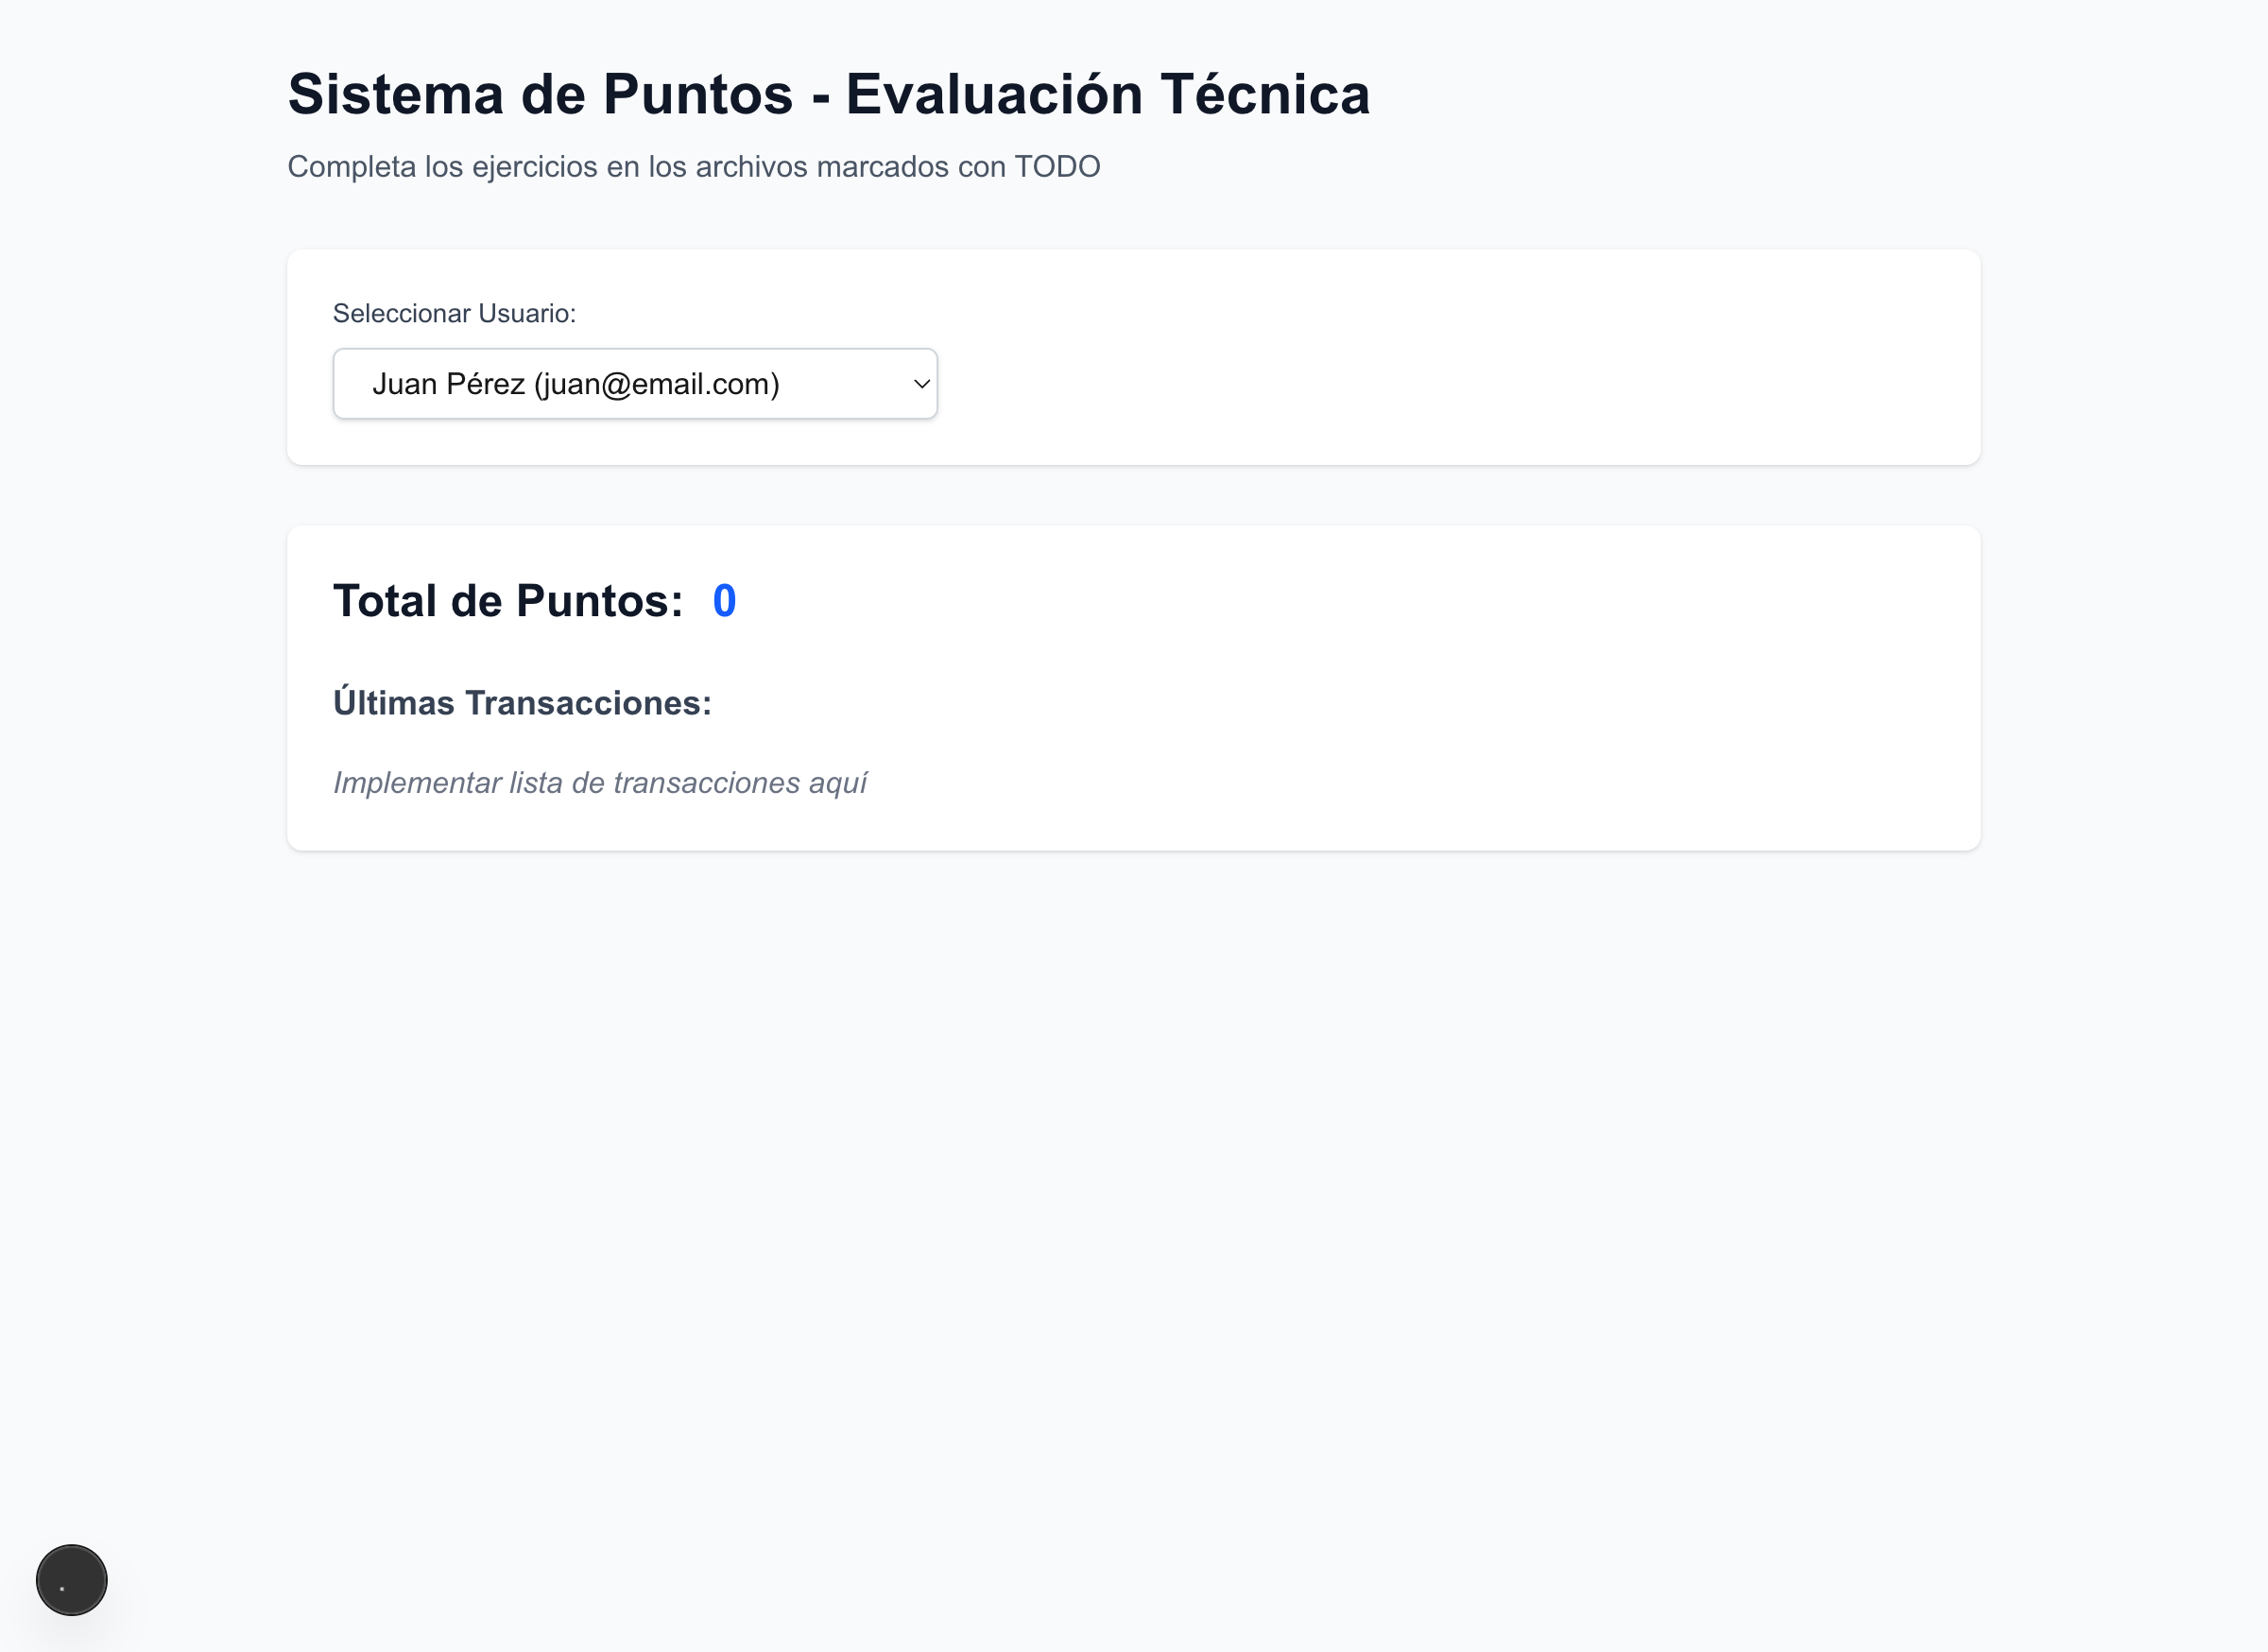 Sistema de Puntos - Evaluación Técnica
Completa los ejercicios en los archivos marcados con TODO
Seleccionar Usuario:
Juan Pérez (juan@email.com)
Total de Puntos: 0
Últimas Transacciones:
Implementar lista de transacciones aquí